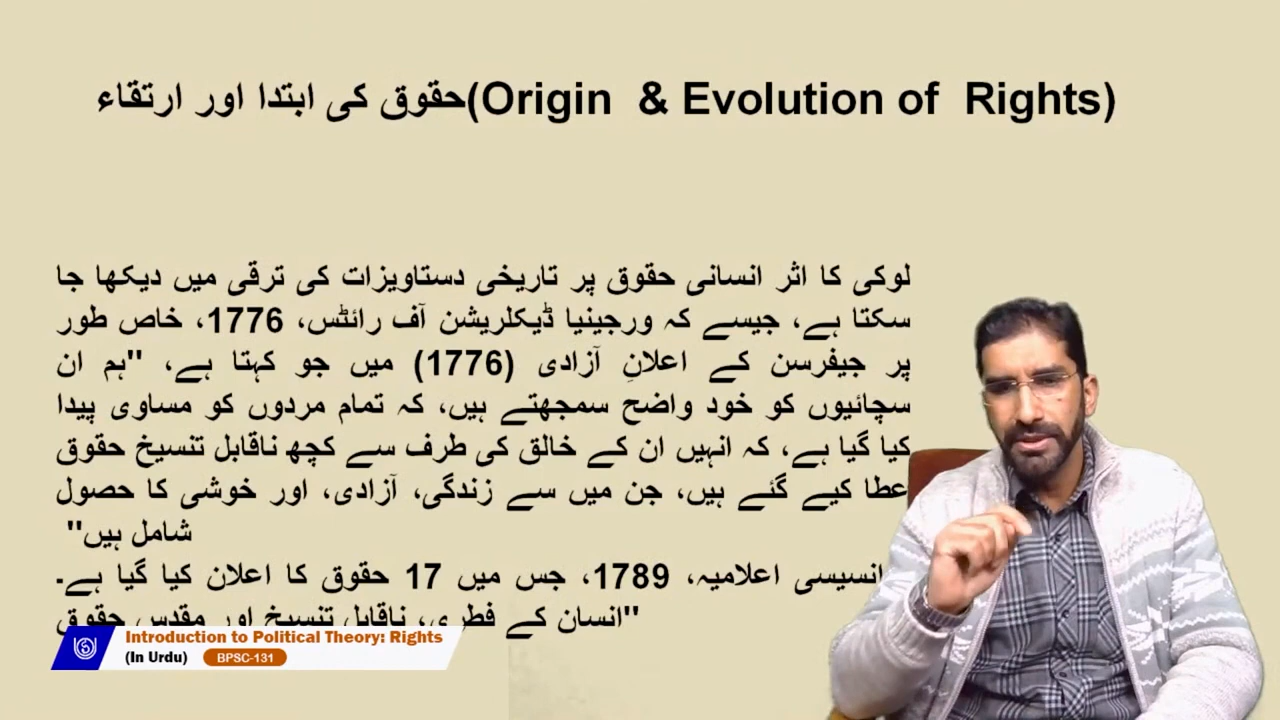 حقوق کی ابتدا اور ارتقاء(Origin & Evolution of Rights)
لوکی کا اثر انسانی حقوق پر تاریخی دستاویزات کی ترقی میں دیکھا جا
سکتا ہے، جیسے کہ ورجینیا ڈیکلریشن آف رائٹس، 1776، خاص طور
پر جیفرسن کے اعلانِ آزادی (1776) میں جو کہتا ہے، "ہم ان
سچائیوں کو خود واضح سمجھتے ہیں، کہ تمام مردوں کو مساوی پیدا
کیا گیا ہے، کہ انہیں ان کے خالق کی طرف سے کچھ ناقابل تنسیخ حقوق
عطا کیے گئے ہیں، جن میں سے زندگی، آزادی، اور خوشی کا حصول
شامل ہیں"
اعلامیہ، 1789، جس میں 17 حقوق کا اعلان کیا گیا ہے۔
"انسان کے فطری، ناقابل تنسیخ اور مقدس حقوق
Introduction to Political Theory: Rights
(In Urdu) BPSC-131